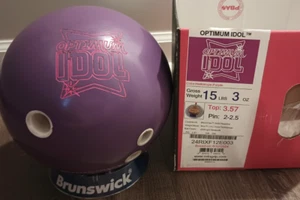 OPTIMUM
IDOL
Brunswick
OPTIMUM IDOL™
OPTIMUM
IDOL
Gross
Weight
15 LBS 3 OZ
Top: 3.57
Pin: 2-2.5